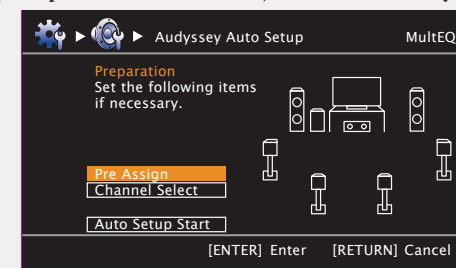 Audyssey Auto Setup MultEQ
Preparation
Set the following items
if necessary.
Pre Assign
Channel Select
Auto Setup Start
[ENTER] Enter [RETURN] Cancel